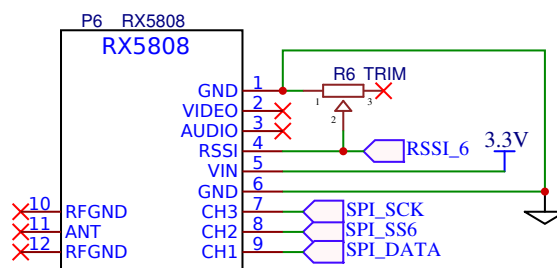 P6 RX5808
RX5808
R6 TRIM
GND 1
1 3
VIDEO 2
2
AUDIO 3
RSSI 4
RSSI_6
3.3V
VIN 5
GND 6
10 RFGND
CH3 7
SPI_SCK
11 ANT
CH2 8
SPI_SS6
12 RFGND
CH1 9
SPI_DATA